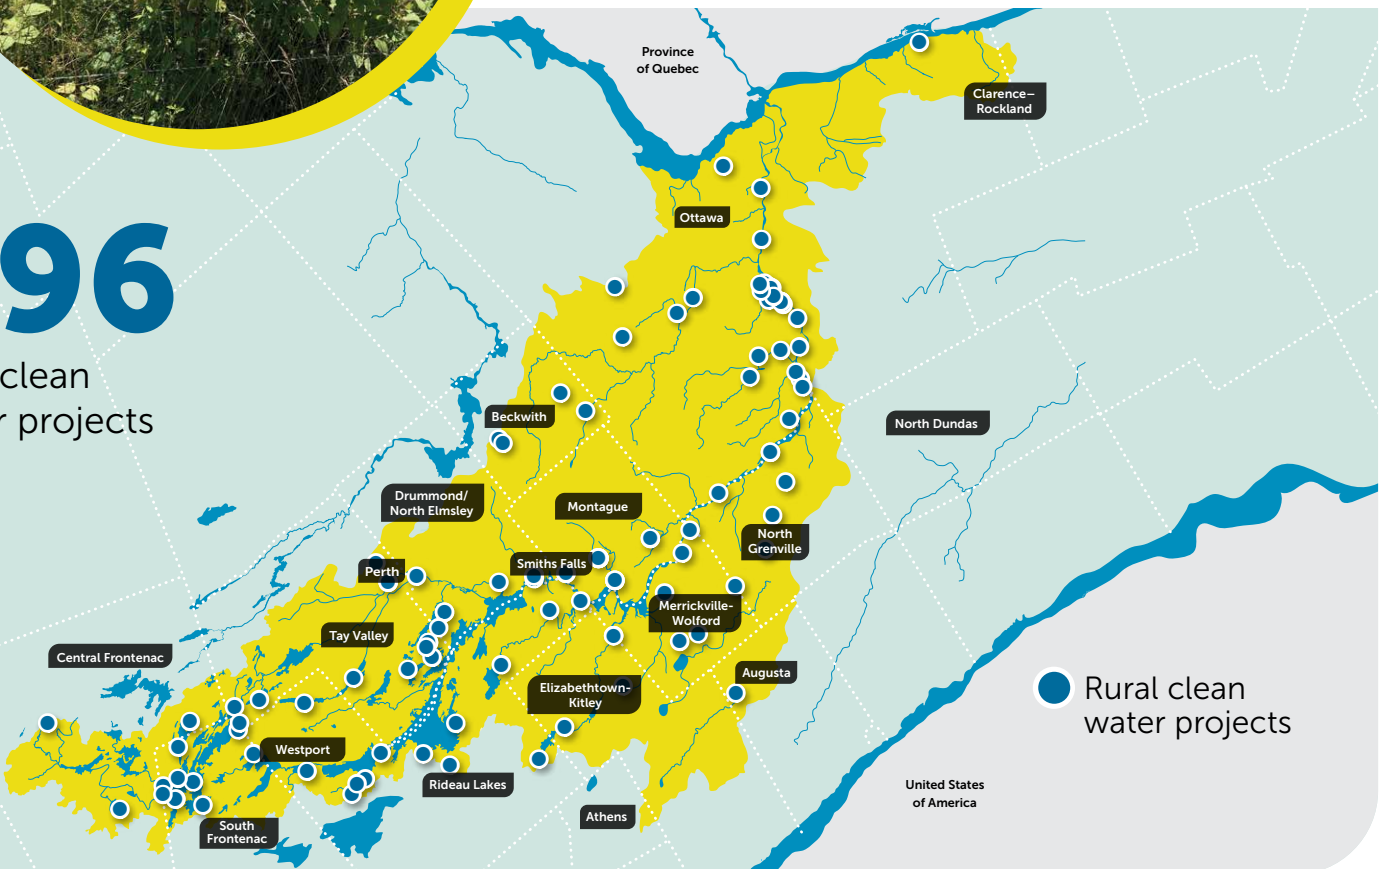 Province
of Quebec
Clarence–
Rockland
Ottawa
96
clean
r projects
Beckwith
North Dundas
Drummond/
North Elmsley
Montague
North
Grenville
Smiths Falls
Perth
Merrickville-
Wolford
Tay Valley
Central Frontenac
Augusta
Elizabethtown-
Kitley
Rural clean
water projects
Westport
Rideau Lakes
United States
of America
Athens
South
Frontenac